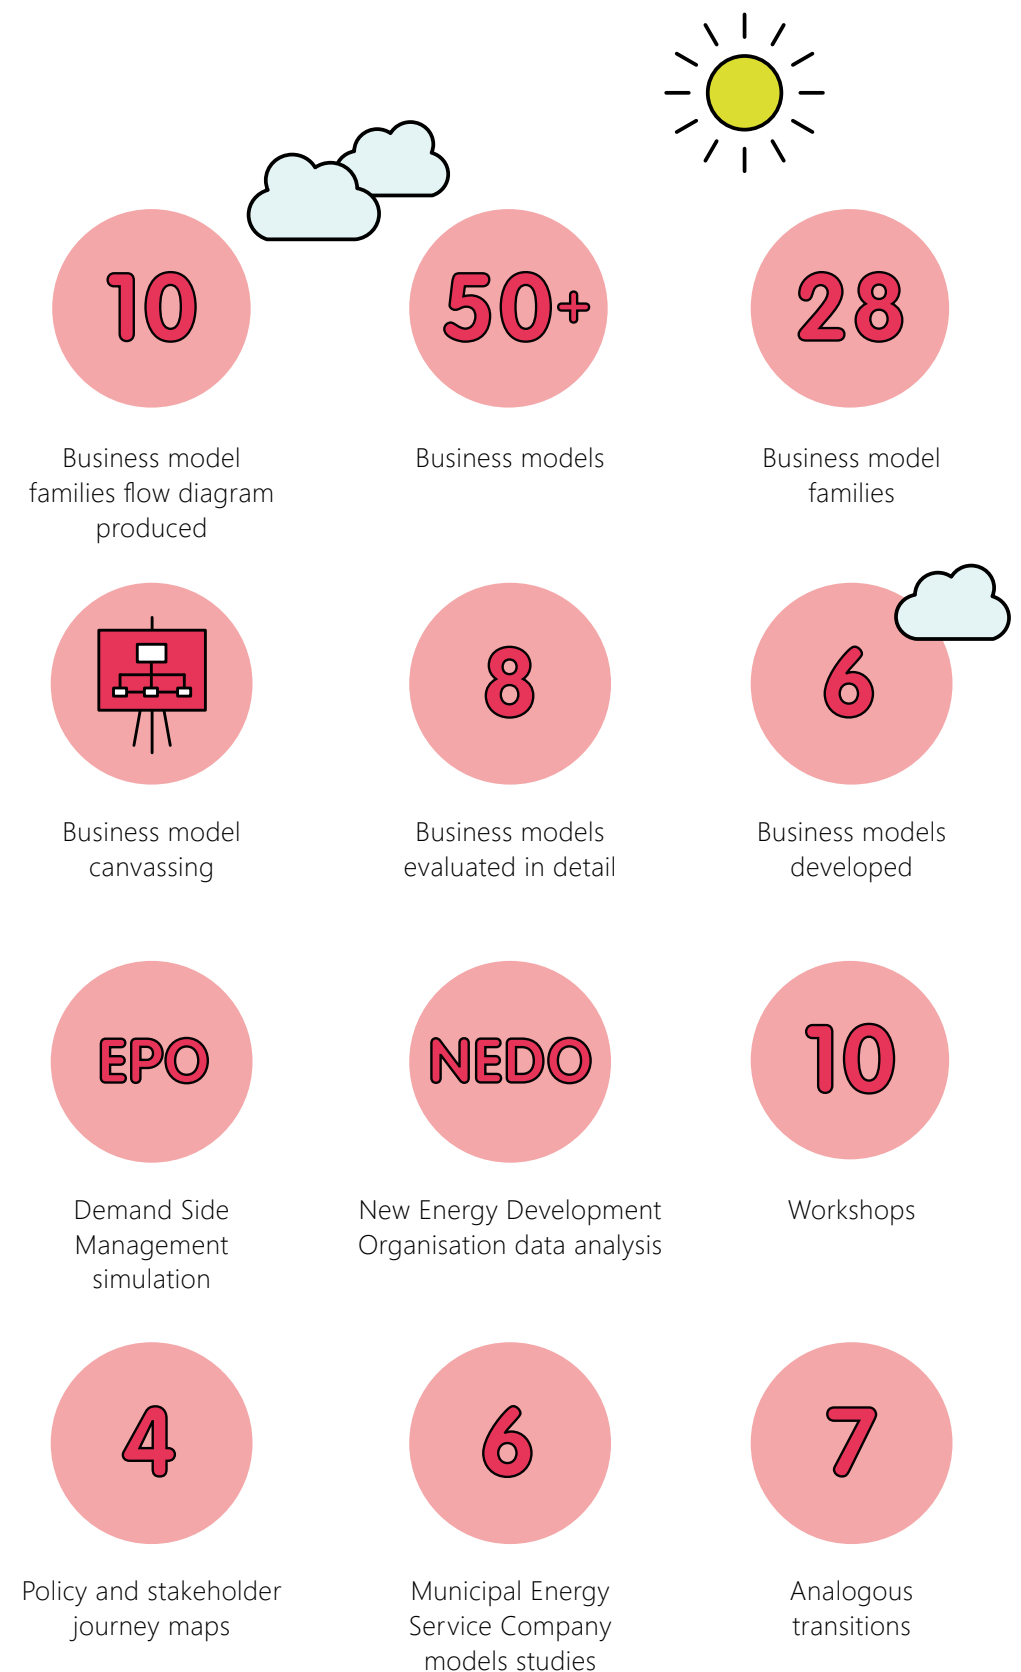 10
Business model
families flow diagram
produced
50+
Business models
28
Business model
families
Business model
canvassing
8
Business models
evaluated in detail
6
Business models
developed
EPO
Demand Side
Management
simulation
NEDO
New Energy Development
Organisation data analysis
10
Workshops
4
Policy and stakeholder
journey maps
6
Municipal Energy
Service Company
models studies
7
Analogous
transitions